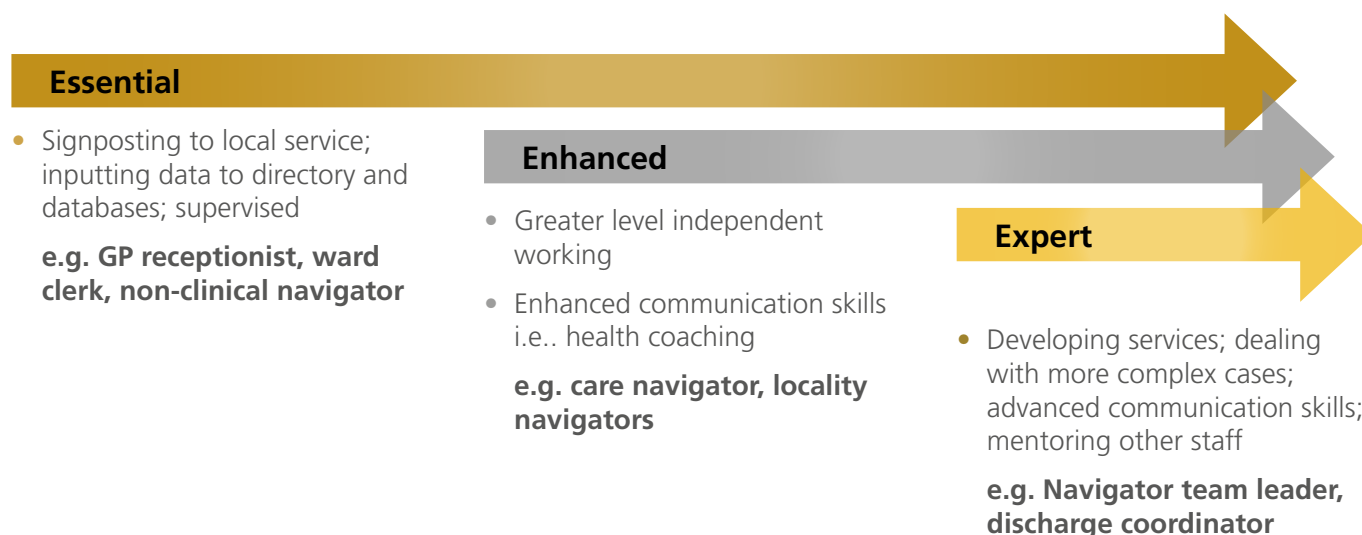 Essential
• Signposting to local service;
inputting data to directory and
databases; supervised
e.g. GP receptionist, ward
clerk, non-clinical navigator
Enhanced
• Greater level independent
working
• Enhanced communication skills
i.e.. health coaching
e.g. care navigator, locality
navigators
Expert
• Developing services; dealing
with more complex cases;
advanced communication skills;
mentoring other staff
e.g. Navigator team leader,
discharge coordinator